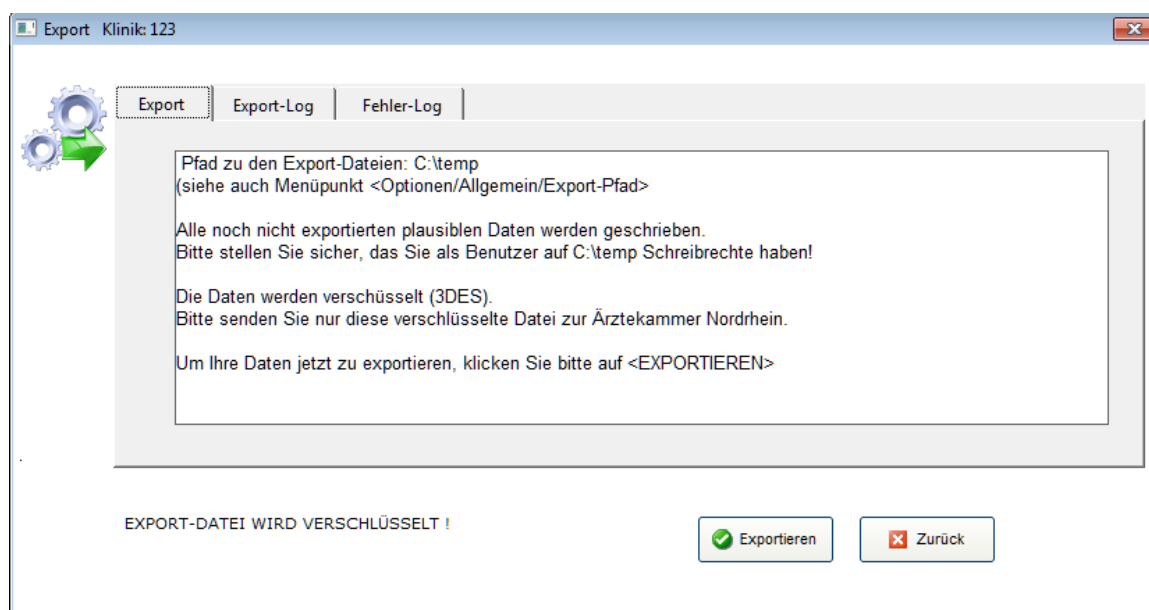 Export Klinik: 123
Export Export-Log Fehler-Log
Pfad zu den Export-Dateien: C:\temp
(siehe auch Menüpunkt <Optionen/Allgemein/Export-Pfad>
Alle noch nicht exportierten plausiblen Daten werden geschrieben.
Bitte stellen Sie sicher, das Sie als Benutzer auf C:\temp Schreibrechte haben!
Die Daten werden verschüsselt (3DES).
Bitte senden Sie nur diese verschlüsselte Datei zur Ärztekammer Nordrhein.
Um Ihre Daten jetzt zu exportieren, klicken Sie bitte auf <EXPORTIEREN>
.
EXPORT-DATEI WIRD VERSCHLÜSSELT !
Exportieren Zurück